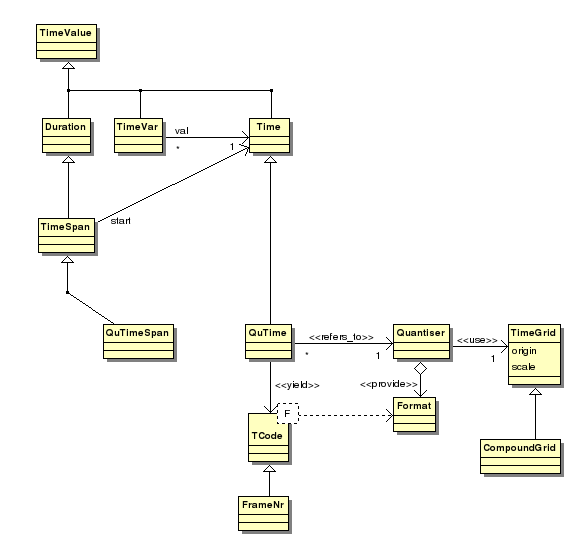 TimeValue
Duration
TimeVar
Time
val
*
1
TimeSpan
start
QuTimeSpan
QuTime
Quantiser
TimeGrid
<<refers_to>>
<<use>>
origin
*
1
1
scale
<<yield>>
<<provide>>
F
Format
TCode
CompoundGrid
FrameNr